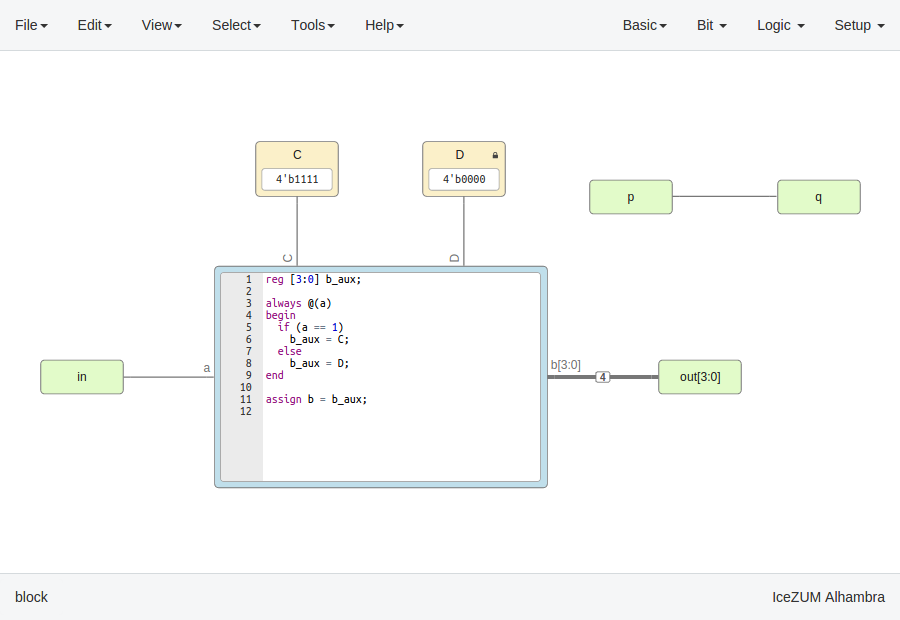 File Edit View Select Tools Help Basic Bit Logic Setup
C
4'b1111
D
4'b0000
p
q
C
D
1 reg [3:0] b_aux;
2
3 always @(a)
4 begin
5 if (a == 1)
6 b_aux = C;
7 else
8 b_aux = D;
9 end
10
11 assign b = b_aux;
12
in
a
b[3:0]
4
out[3:0]
block
IceZUM Alhambra